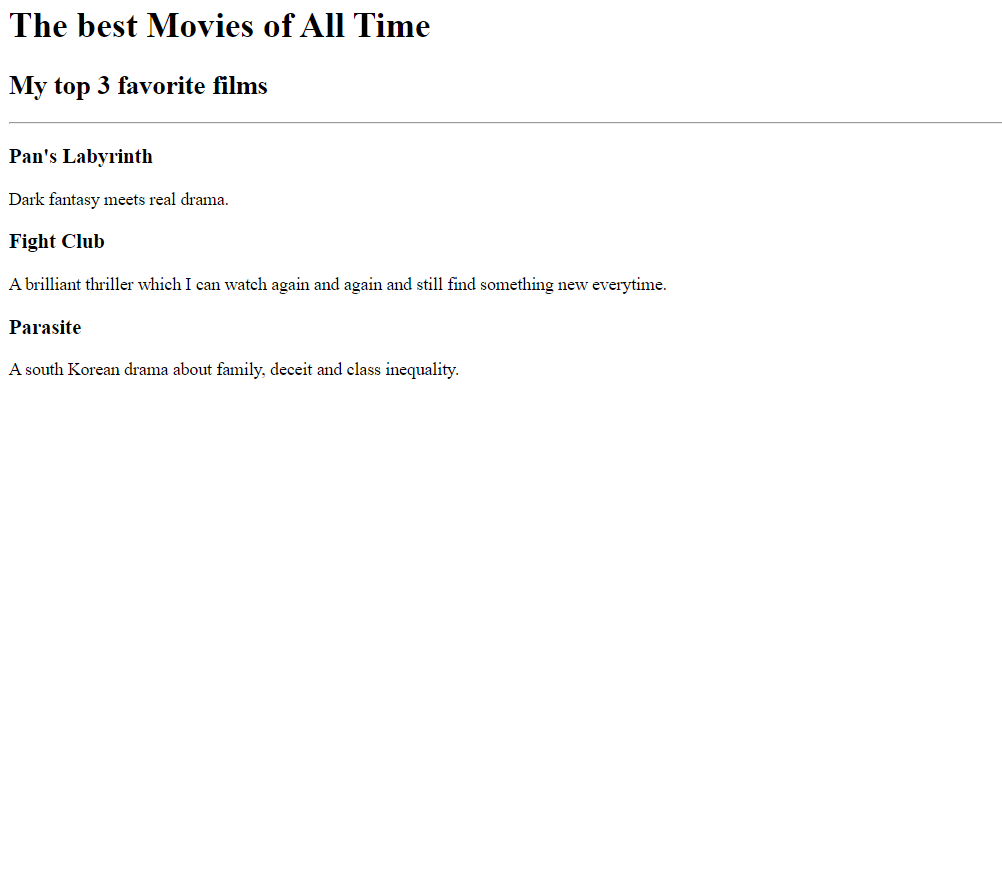 The best Movies of All Time
My top 3 favorite films
Pan's Labyrinth
Dark fantasy meets real drama.
Fight Club
A brilliant thriller which I can watch again and again and still find something new everytime.
Parasite
A south Korean drama about family, deceit and class inequality.